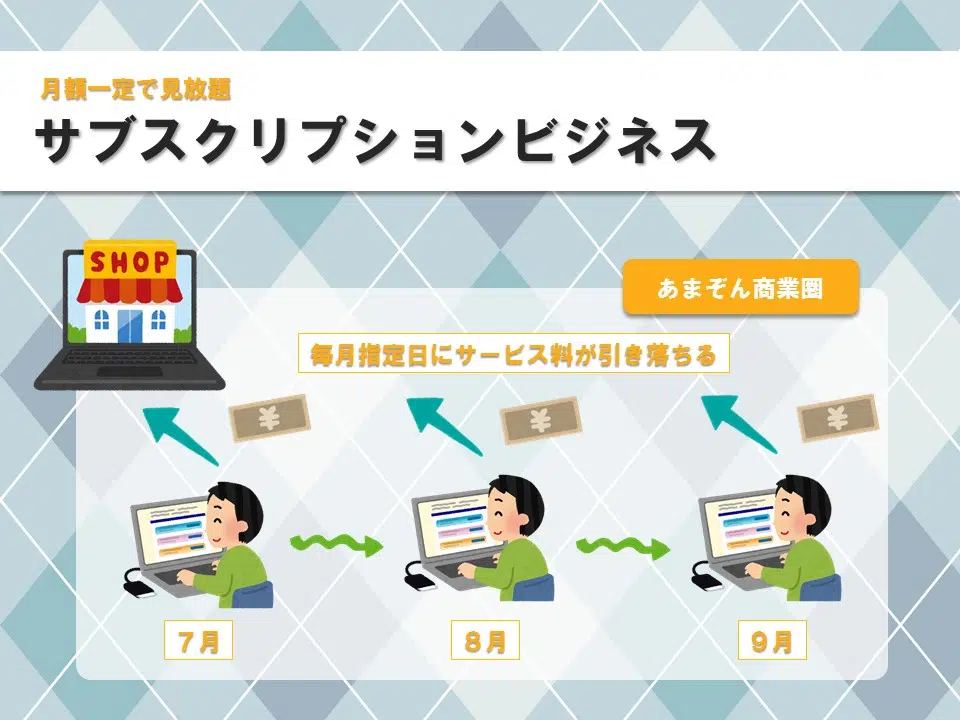 月額一定で見放題
サブスクリプションビジネス
SHOP
あまぞん商業圏
毎月指定日にサービス料が引き落ちる
¥
¥
¥
7月
8月
9月